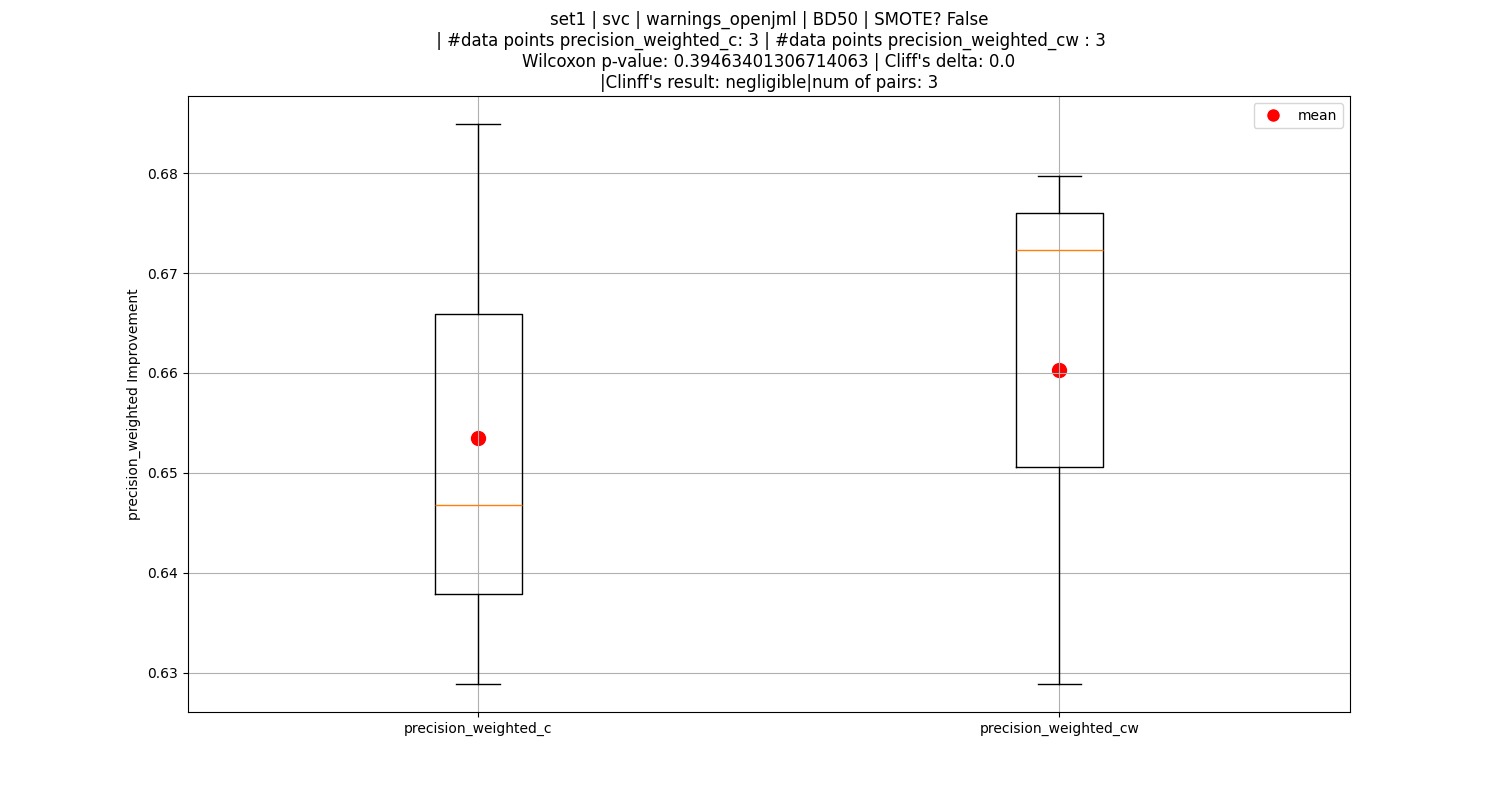 set1 | svc | warnings_openjml | BD50 | SMOTE? False
| #data points precision_weighted_c: 3 | #data points precision_weighted_cw : 3
Wilcoxon p-value: 0.39463401306714063 | Cliff's delta: 0.0
|Clinff's result: negligible|num of pairs: 3
mean
0.68
0.67
0.66
0.65
0.64
0.63
precision_weighted Improvement
precision_weighted_c
precision_weighted_cw